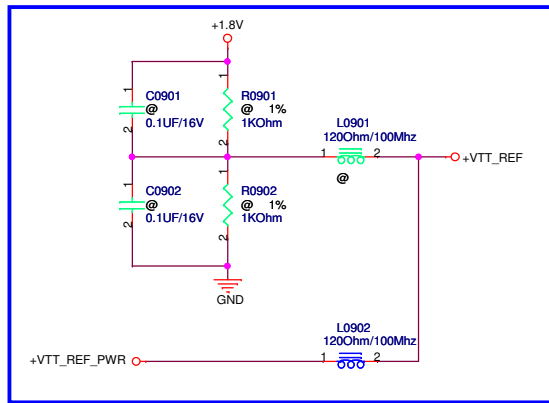 +1.8V
1
1
C0901
R0901
@
@ 1%
0.1UF/16V
1KOhm
2
2
L0901
120Ohm/100Mhz
1
2
+VTT_REF
@
1
1
C0902
R0902
@
@ 1%
0.1UF/16V
1KOhm
2
2
GND
L0902
120Ohm/100Mhz
+VTT_REF_PWR
1
2